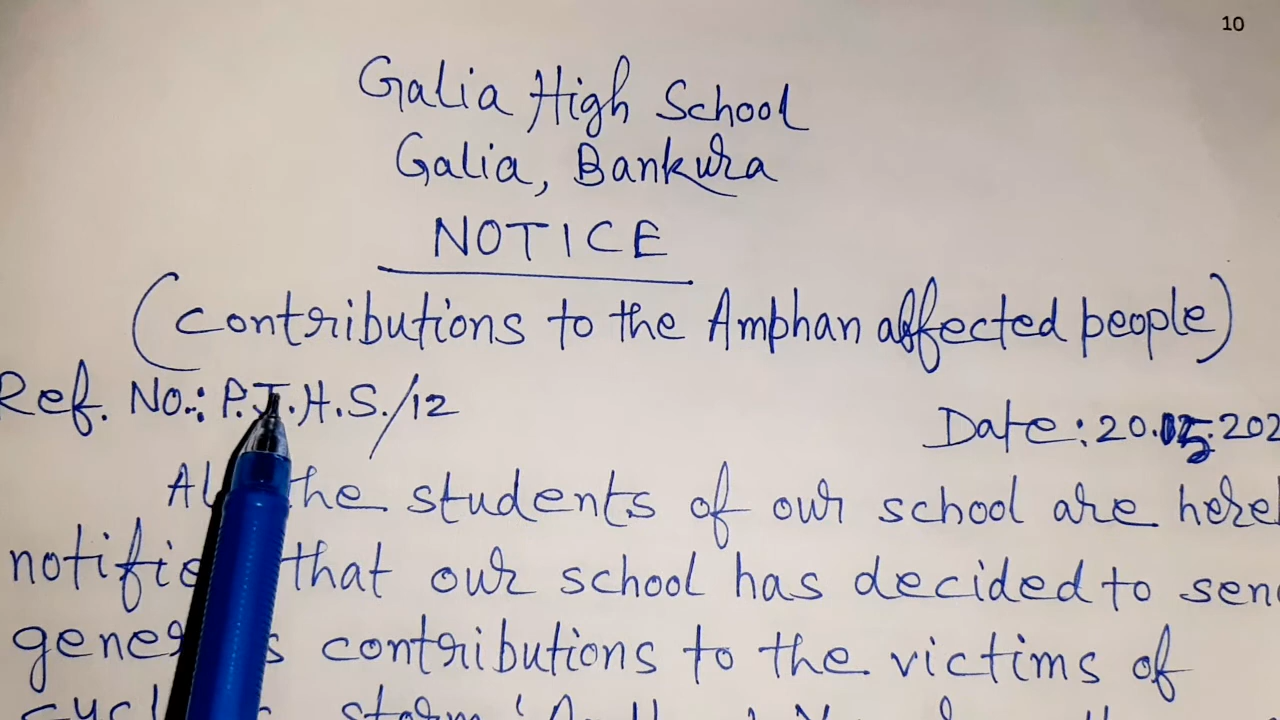 10
Galia High School
Galia, Bankura
NOTICE
(Contributions to the Amphan affected people)
Ref. No.: P.J.H.S./12
Date: 20.05.202
the students of our school are here
that our school has decided to sen
contributions to the victims of
storm